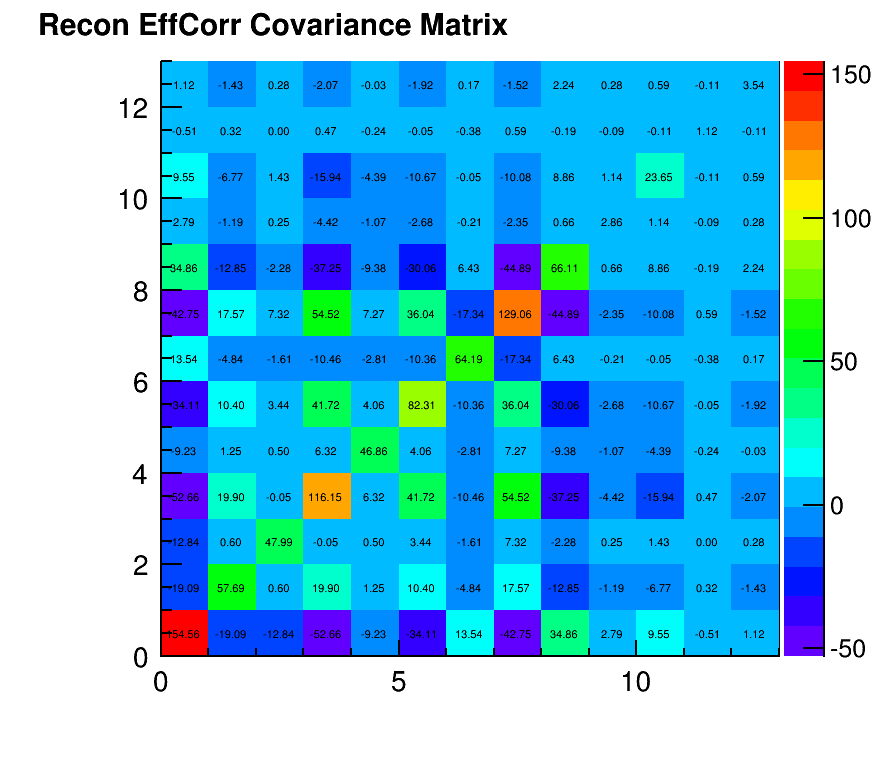 Recon EffCorr Covariance Matrix
150
1.12 -1.43 0.28 -2.07 -0.03 -1.92 0.17 -1.52 2.24 0.28 0.59 -0.11 3.54
12
-0.51 0.32 0.00 0.47 -0.24 -0.05 -0.38 0.59 -0.19 -0.09 -0.11 1.12 -0.11
9.55 -6.77 1.43 -15.94 -4.39 -10.67 -0.05 -10.08 8.86 1.14 23.65 -0.11 0.59
10
100
2.79 -1.19 0.25 -4.42 -1.07 -2.68 -0.21 -2.35 0.66 2.86 1.14 -0.09 0.28
34.86 -12.85 -2.28 -37.25 -9.38 -30.06 6.43 -44.89 66.11 0.66 8.86 -0.19 2.24
8
-42.75 17.57 7.32 54.52 7.27 36.04 -17.34 129.06 -44.89 -2.35 -10.08 0.59 -1.52
13.54 -4.84 -1.61 -10.46 -2.81 -10.36 64.19 -17.34 6.43 -0.21 -0.05 -0.38 0.17
50
6
-34.11 10.40 3.44 41.72 4.06 82.31 -10.36 36.04 -30.06 -2.68 -10.67 -0.05 -1.92
-9.23 1.25 0.50 6.32 46.86 4.06 -2.81 7.27 -9.38 -1.07 -4.39 -0.24 -0.03
4
-52.66 19.90 -0.05 116.15 6.32 41.72 -10.46 54.52 -37.25 -4.42 -15.94 0.47 -2.07
0
-12.84 0.60 47.99 -0.05 0.50 3.44 -1.61 7.32 -2.28 0.25 1.43 0.00 0.28
2
-19.09 57.69 0.60 19.90 1.25 10.40 -4.84 17.57 -12.85 -1.19 -6.77 0.32 -1.43
154.56 -19.09 -12.84 -52.66 -9.23 -34.11 13.54 -42.75 34.86 2.79 9.55 -0.51 1.12
-50
0
0 5 10